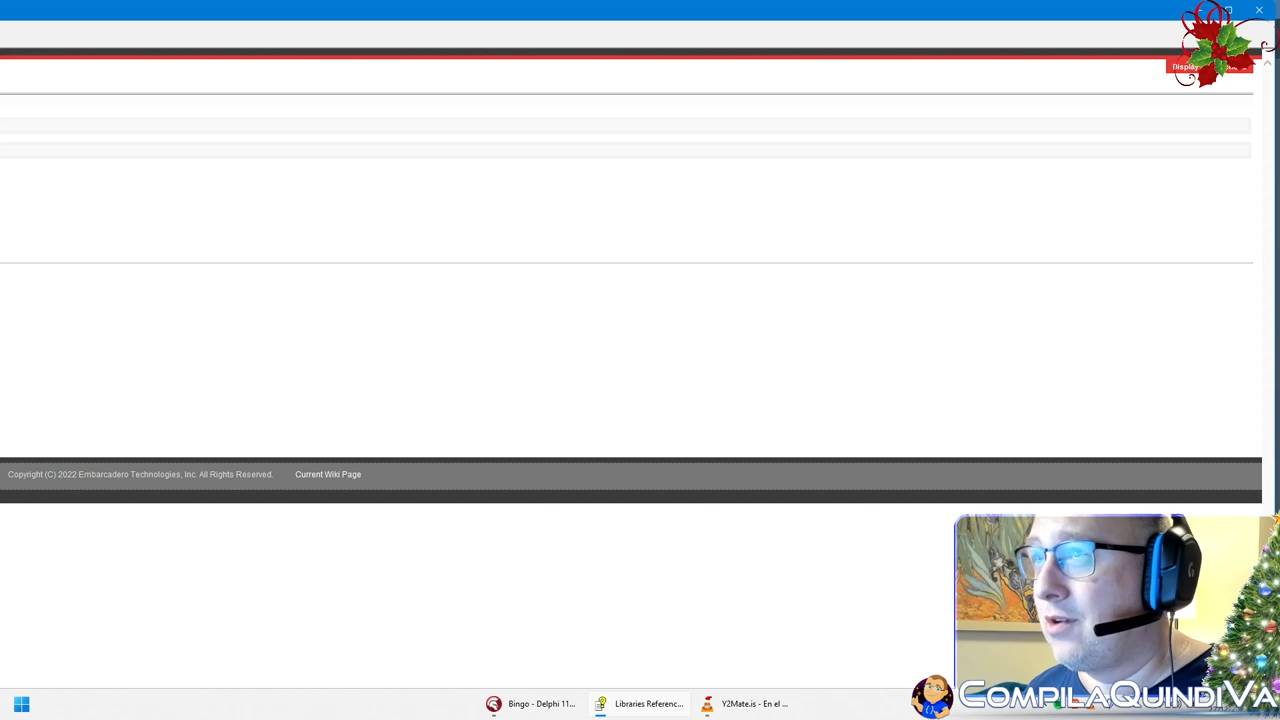 Display
Copyright (C) 2022 Embarcadero Technologies, Inc. All Rights Reserved. Current Wiki Page
Bingo - Delphi 11... Libraries Referenc... Y2Mate.is - En el ...
COMPILAQUINDIVA